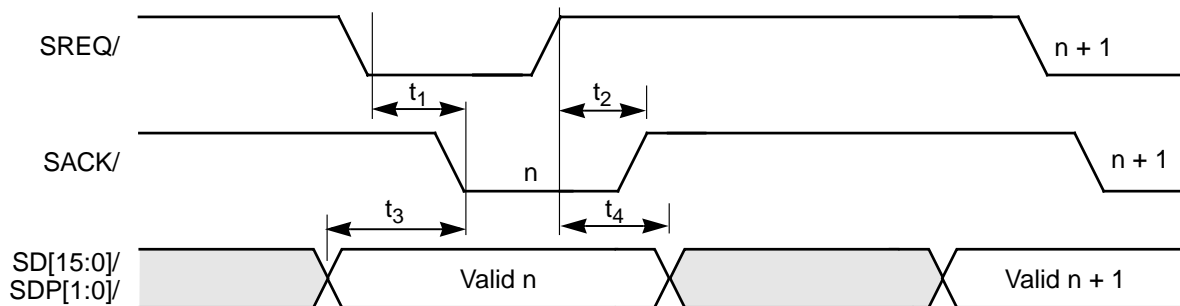 SREQ/
n + 1
t1
t2
SACK/
n
n + 1
t3
t4
SD[15:0]/
SDP[1:0]/
Valid n
Valid n + 1